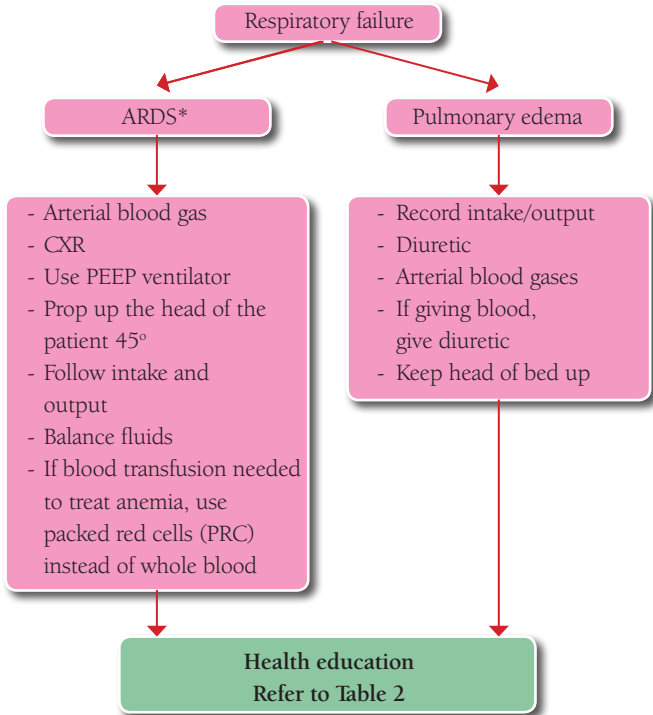 Respiratory failure
ARDS*
Pulmonary edema
- Arterial blood gas
- CXR
- Use PEEP ventilator
- Prop up the head of the
patient 45°
- Follow intake and
output
- Balance fluids
- If blood transfusion needed
to treat anemia, use
packed red cells (PRC)
instead of whole blood
- Record intake/output
- Diuretic
- Arterial blood gases
- If giving blood,
give diuretic
- Keep head of bed up
Health education
Refer to Table 2